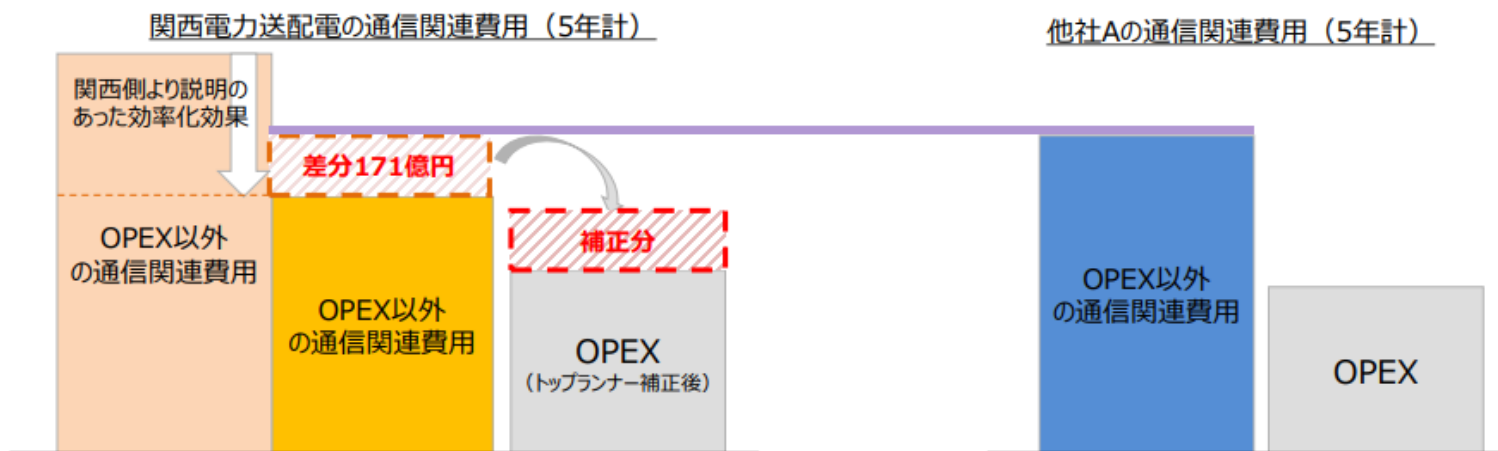 関西電力送配電の通信関連費用（5年計）
関西側より説明の
あった効率化効果
差分171億円
補正分
OPEX以外
の通信関連費用
OPEX以外
の通信関連費用
OPEX
（トップランナー補正後）
他社Aの通信関連費用（5年計）
OPEX以外
の通信関連費用
OPEX